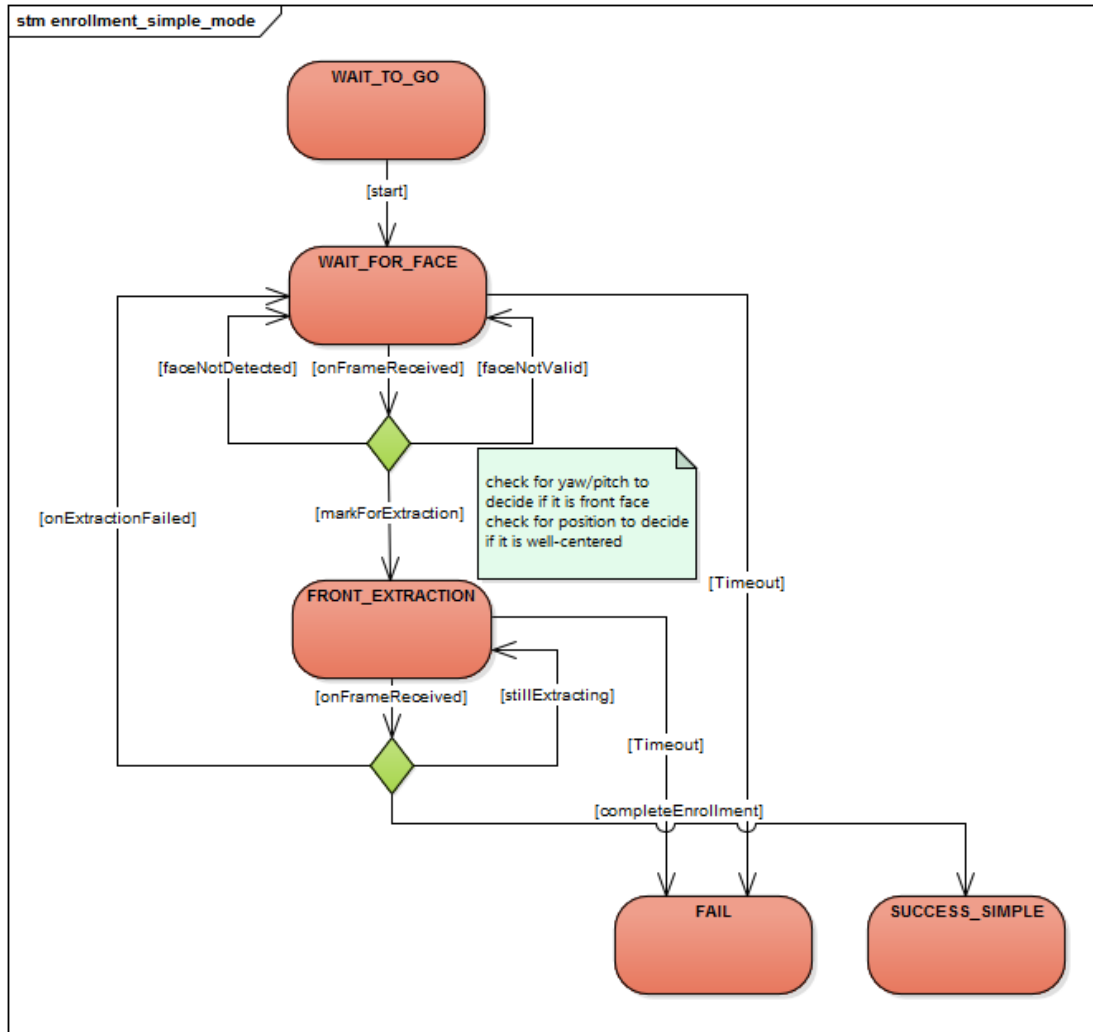 stm enrollment_simple_mode
WAIT_TO_GO
[start]
WAIT_FOR_FACE
[faceNotDetected]
[onFrameReceived]
[faceNotValid]
check for yaw/pitch to
decide if it is front face
check for position to decide
if it is well-centered
[onExtractionFailed]
[markForExtraction]
[Timeout]
FRONT_EXTRACTION
[onFrameReceived]
[stillExtracting]
[Timeout]
[completeEnrollment]
FAIL
SUCCESS_SIMPLE